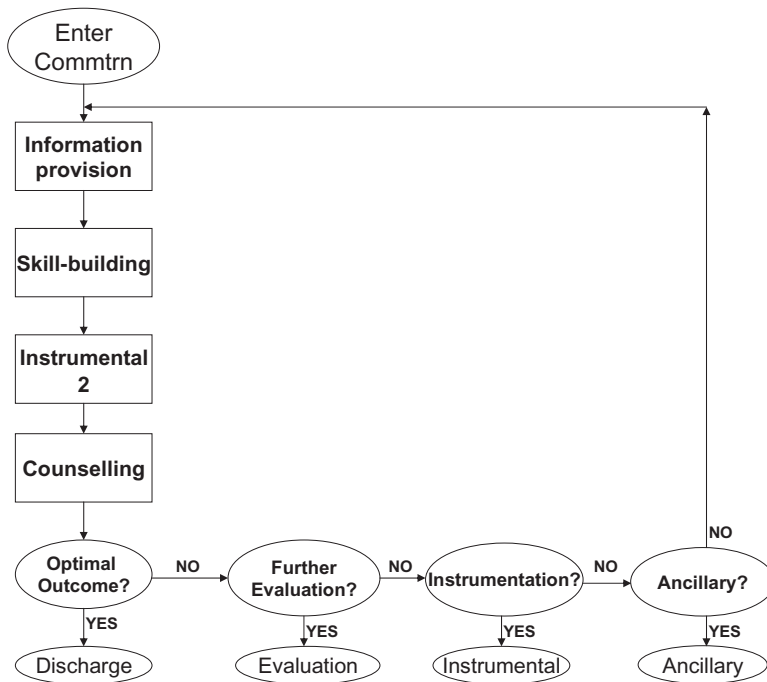 Enter
Commtrn
Information
provision
Skill-building
Instrumental
2
Counselling
Optimal
Outcome?
NO
Further
Evaluation?
NO
Instrumentation?
NO
Ancillary?
NO
YES
YES
YES
YES
Discharge
Evaluation
Instrumental
Ancillary